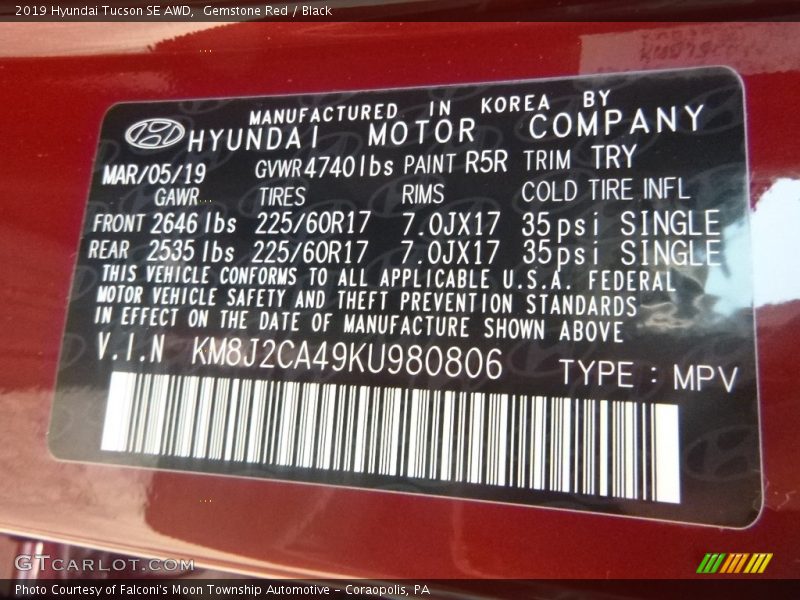 2019 Hyundai Tucson SE AWD, Gemstone Red / Black
MANUFACTURED IN KOREA BY
HYUNDAI MOTOR COMPANY
MAR/05/19 GVWR 4740lbs PAINT R5R TRIM TRY
GAWR TIRES RIMS COLD TIRE INFL
FRONT 2646 lbs 225/60R17 7.0JX17 35psi SINGLE
REAR 2535 lbs 225/60R17 7.0JX17 35psi SINGLE
THIS VEHICLE CONFORMS TO ALL APPLICABLE U.S.A. FEDERAL
MOTOR VEHICLE SAFETY AND THEFT PREVENTION STANDARDS
IN EFFECT ON THE DATE OF MANUFACTURE SHOWN ABOVE
V.I.N KM8J2CA49KU980806 TYPE : MPV
GTCARLOT.COM
Photo Courtesy of Falconi's Moon Township Automotive - Coraopolis, PA